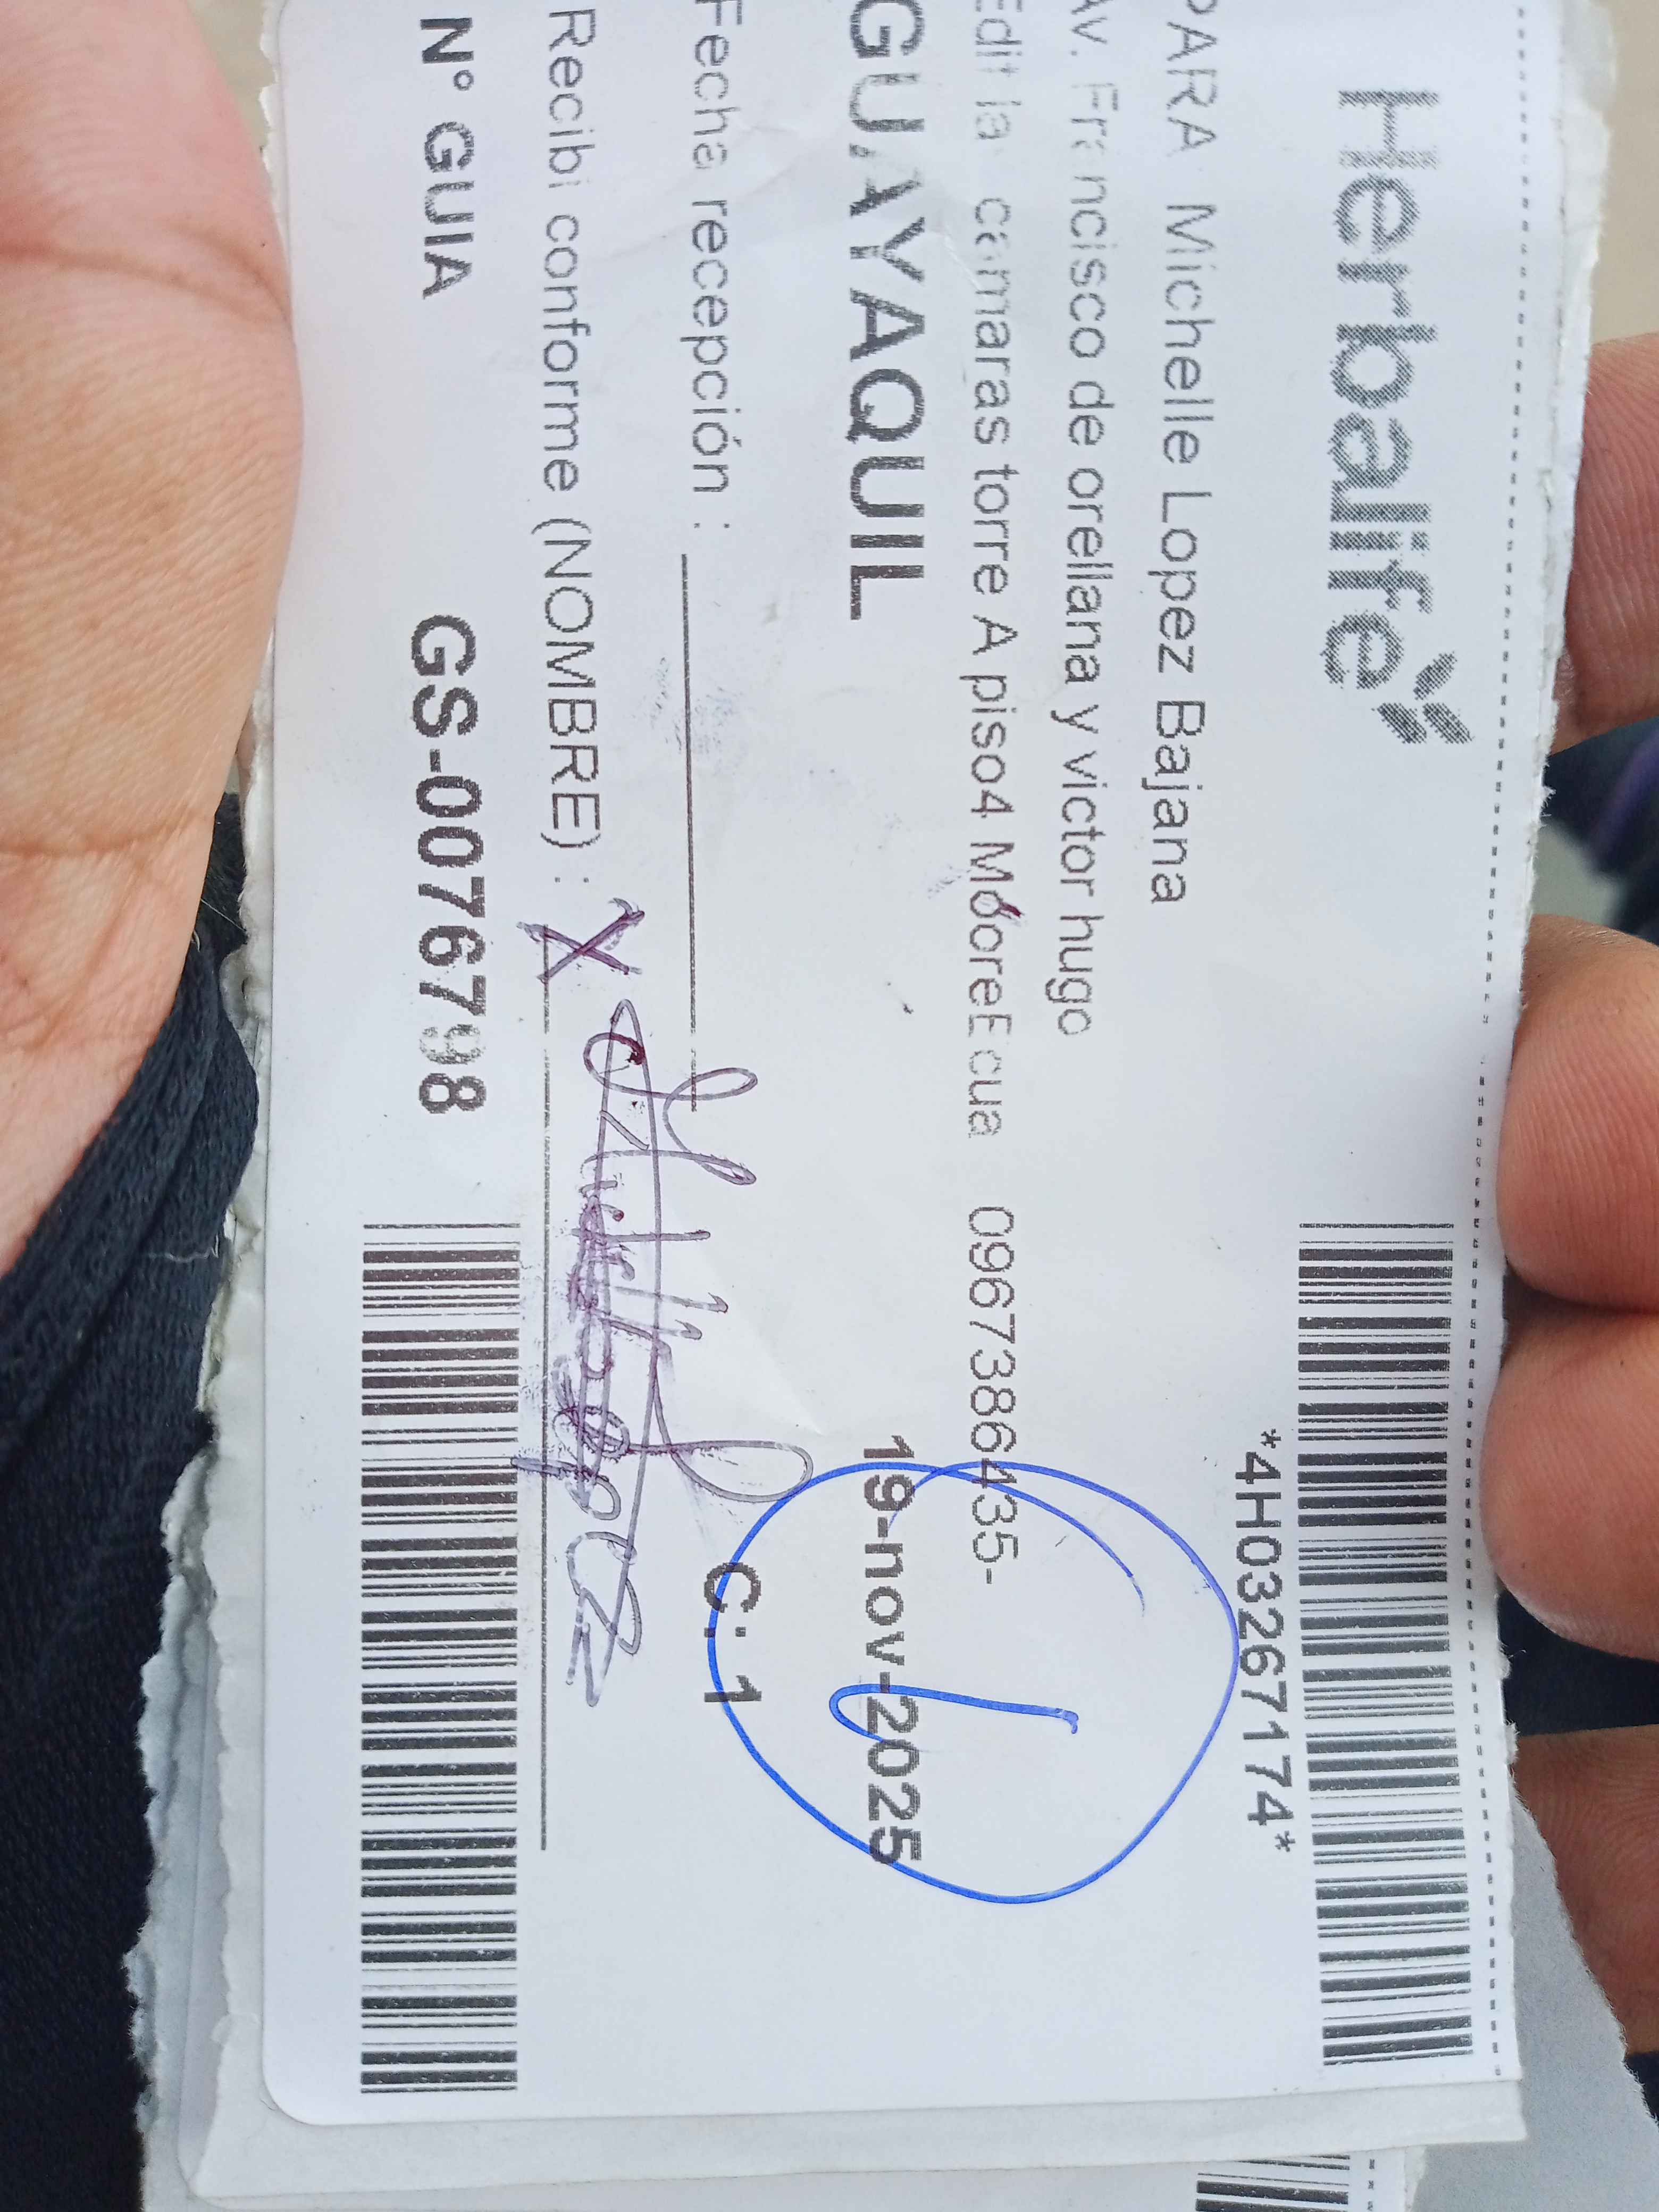 Herbalife
*4H03267174*
PARA Michelle Lopez Bajana
Av. Francisco de orellana y victor hugo
Edit la camaras torre A piso4 MooreEcua 0967386435-
GUAYAQUIL 19-nov-2025
Fecha recepción : C: 1
Recibi conforme (NOMBRE) : X
N° GUIA GS-0076798